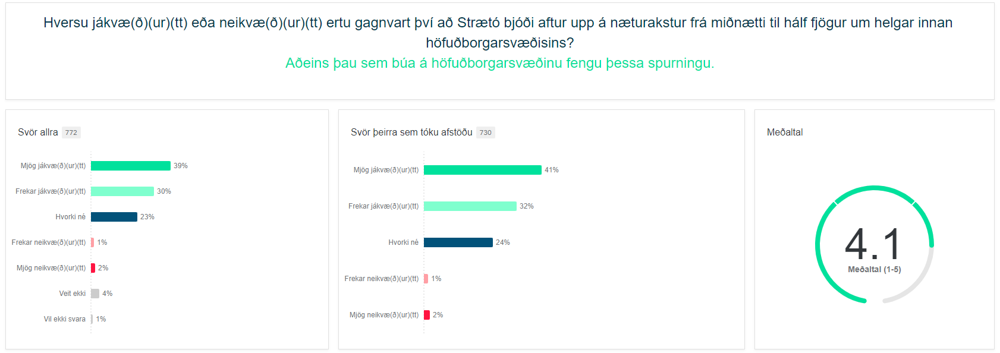 Hversu jákvæ(ð)(ur)(tt) eða neikvæ(ð)(ur)(tt) ertu gagnvart því að Strætó bjóði aftur upp á næturakstur frá miðnætti til hálf fjögur um helgar innan
höfuðborgarsvæðisins?
Aðeins þau sem búa á höfuðborgarsvæðinu fengu þessa spurningu.
Svör allra 772
Mjög jákvæ(ð)(ur)(tt) 39%
Frekar jákvæ(ð)(ur)(tt) 30%
Hvorki né 23%
Frekar neikvæ(ð)(ur)(tt) 1%
Mjög neikvæ(ð)(ur)(tt) 2%
Veit ekki 4%
Vil ekki svara 1%
Svör þeirra sem tóku afstöðu 730
Mjög jákvæ(ð)(ur)(tt) 41%
Frekar jákvæ(ð)(ur)(tt) 32%
Hvorki né 24%
Frekar neikvæ(ð)(ur)(tt) 1%
Mjög neikvæ(ð)(ur)(tt) 2%
Meðaltal
4.1
Meðaltal (1-5)